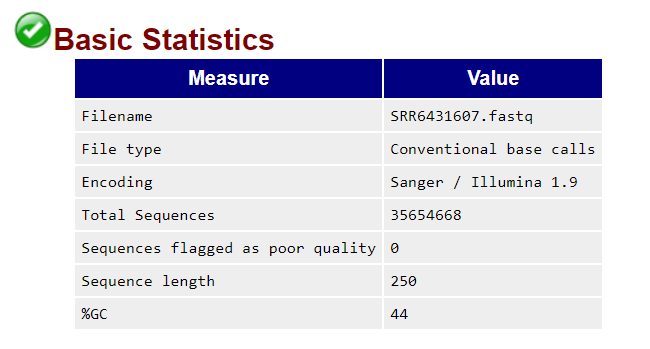 Basic Statistics
Measure Value
Filename SRR6431607.fastq
File type Conventional base calls
Encoding Sanger / Illumina 1.9
Total Sequences 35654668
Sequences flagged as poor quality 0
Sequence length 250
%GC 44